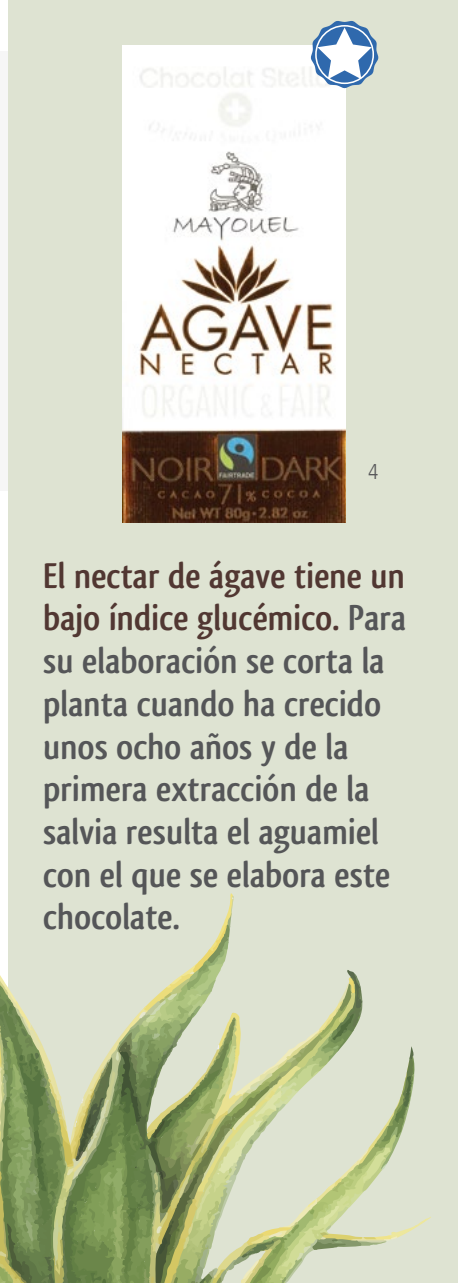 Chocolat Stella
Original Swiss Quality
MAYOUEL
AGAVE
NECTAR
ORGANIC & FAIR
FAIRTRADE
NOIR DARK
CACAO 71% COCOA
Net WT 80g·2.82 oz
4
El nectar de ágave tiene un
bajo índice glucémico. Para
su elaboración se corta la
planta cuando ha crecido
unos ocho años y de la
primera extracción de la
salvia resulta el aguamiel
con el que se elabora este
chocolate.